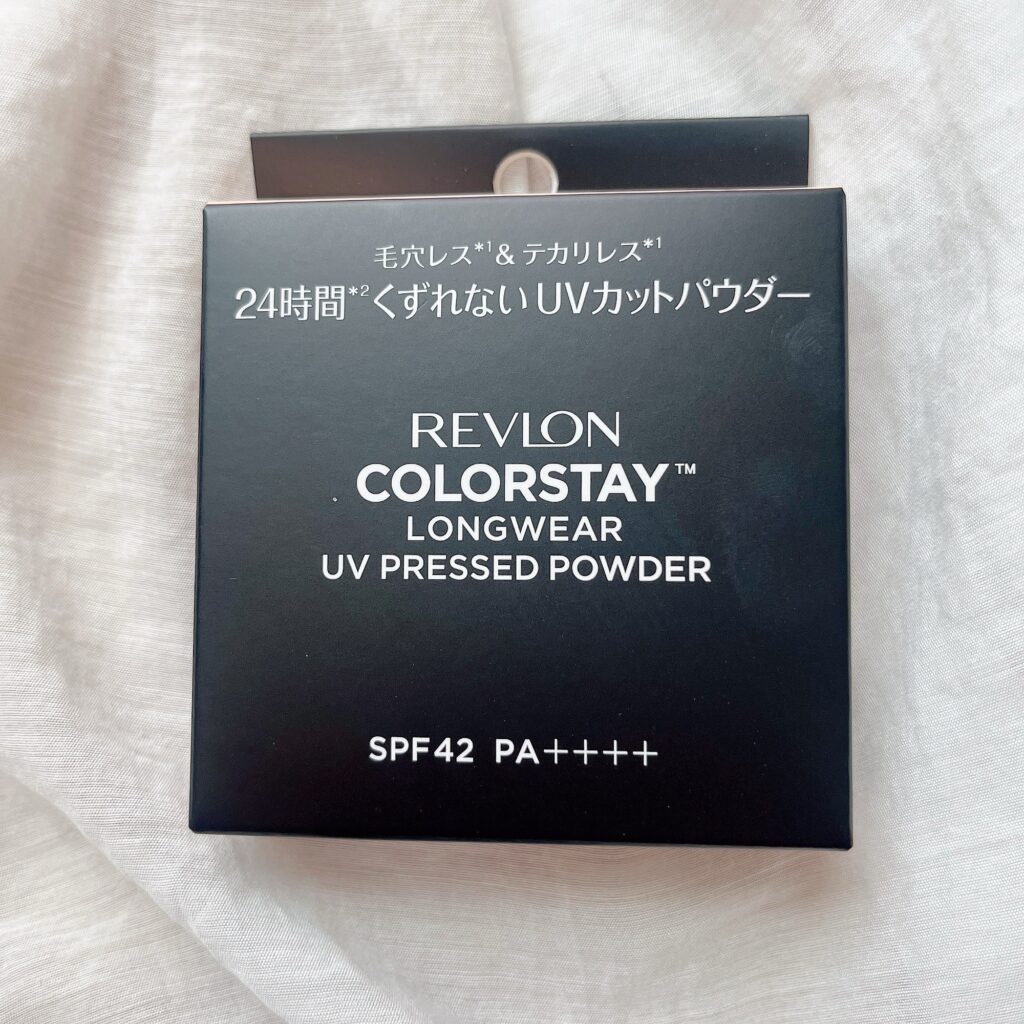 毛穴レス*1 & テカリレス*1
24時間*2くずれない UVカットパウダー
REVLON
COLORSTAY™
LONGWEAR
UV PRESSED POWDER
SPF42 PA++++